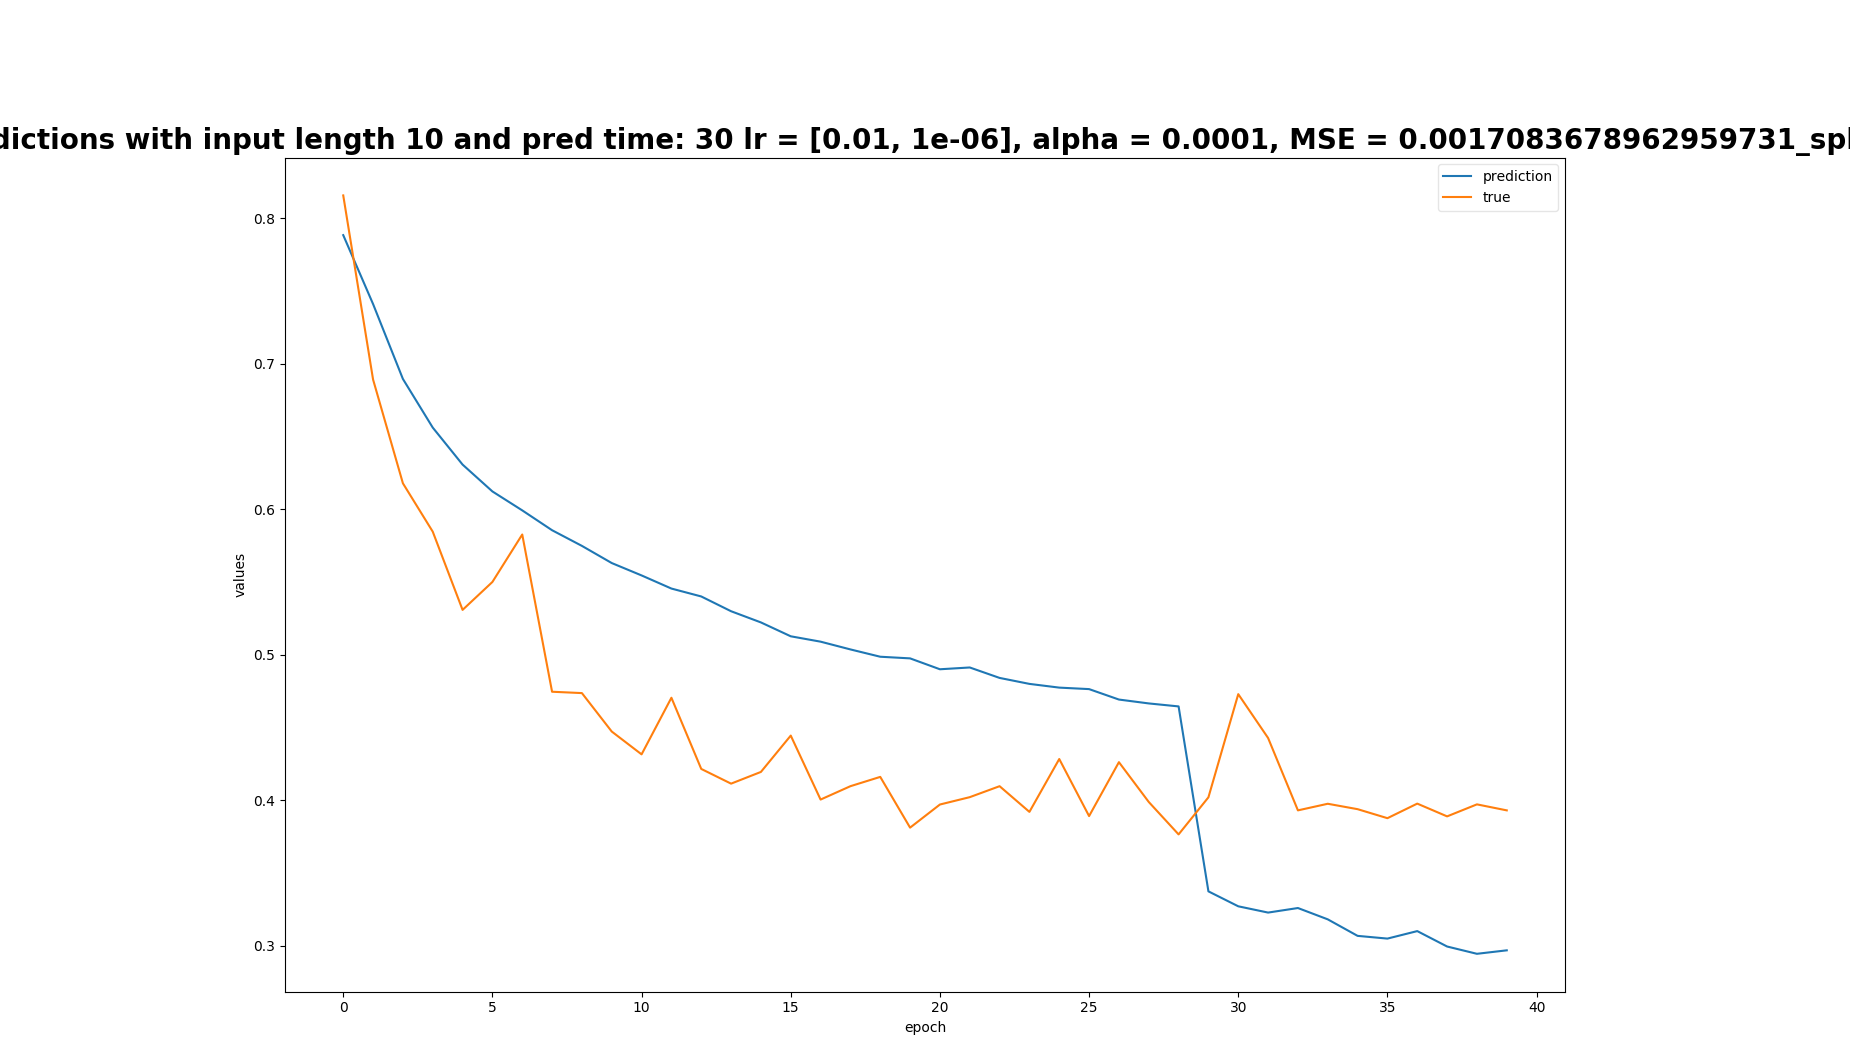 dictions with input length 10 and pred time: 30 lr = [0.01, 1e-06], alpha = 0.0001, MSE = 0.0017083678962959731_spl
prediction
true
0.8
0.7
0.6
0.5
0.4
0.3
values
0 5 10 15 20 25 30 35 40
epoch